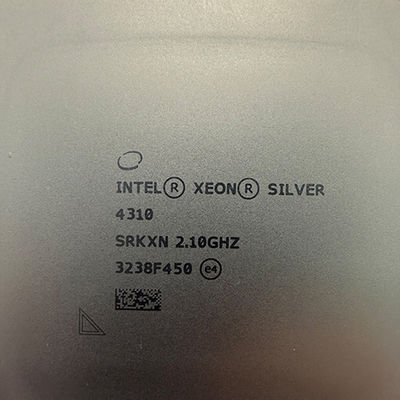 INTEL® XEON® SILVER
4310
SRKXN 2.10GHZ
3238F450 e4